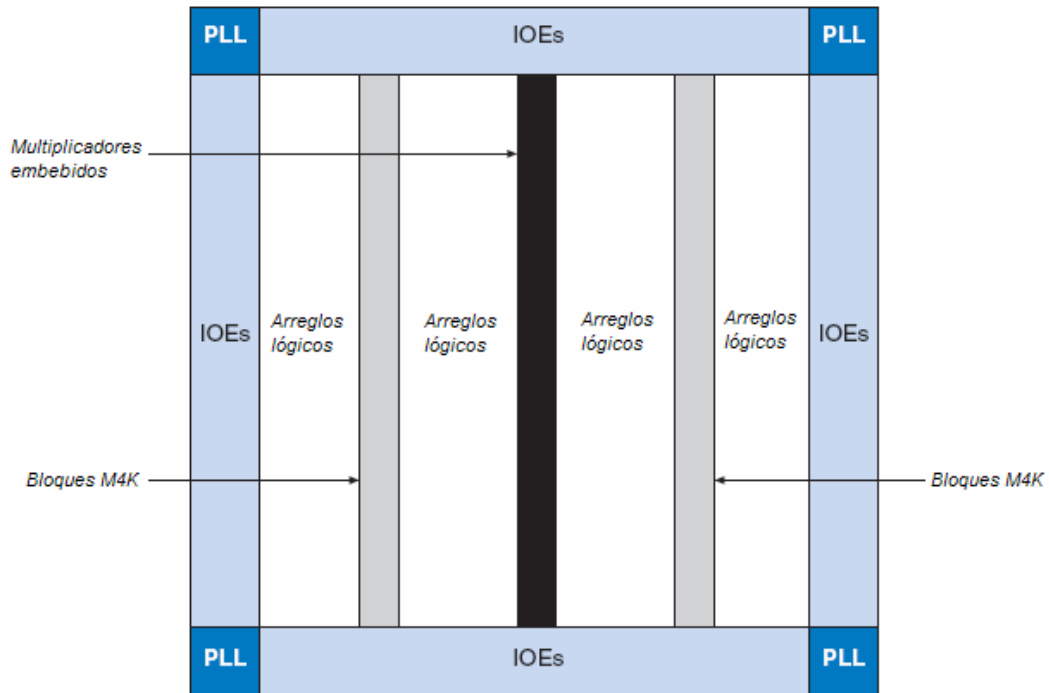 PLL IOEs PLL
Multiplicadores
embebidos
IOEs
Arreglos
lógicos
Arreglos
lógicos
Arreglos
lógicos
Arreglos
lógicos
IOEs
Bloques M4K
Bloques M4K
PLL IOEs PLL